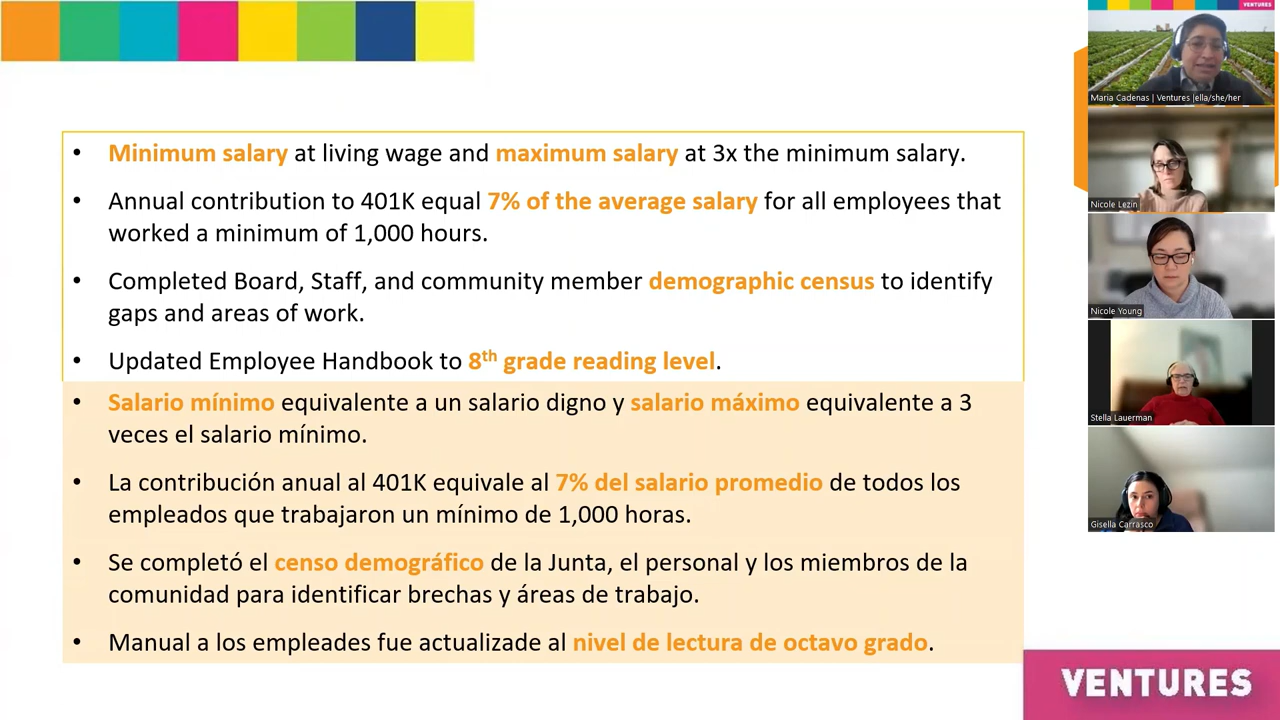 • Minimum salary at living wage and maximum salary at 3x the minimum salary.
• Annual contribution to 401K equal 7% of the average salary for all employees that
worked a minimum of 1,000 hours.
• Completed Board, Staff, and community member demographic census to identify
gaps and areas of work.
• Updated Employee Handbook to 8th grade reading level.
• Salario mínimo equivalente a un salario digno y salario máximo equivalente a 3
veces el salario mínimo.
• La contribución anual al 401K equivale al 7% del salario promedio de todos los
empleados que trabajaron un mínimo de 1,000 horas.
• Se completó el censo demográfico de la Junta, el personal y los miembros de la
comunidad para identificar brechas y áreas de trabajo.
• Manual a los empleades fue actualizade al nivel de lectura de octavo grado.
VENTURES
VENTURES
Maria Cadenas | Ventures |ella/she/her
Nicole Lezin
Nicole Young
Stella Lauerman
Gisella Carrasco